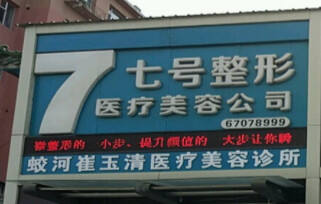 7 七号整形
医疗美容公司
67078999
微整形的 小步、提升颜值的 大步让你瞬
蛟河崔玉清医疗美容诊所